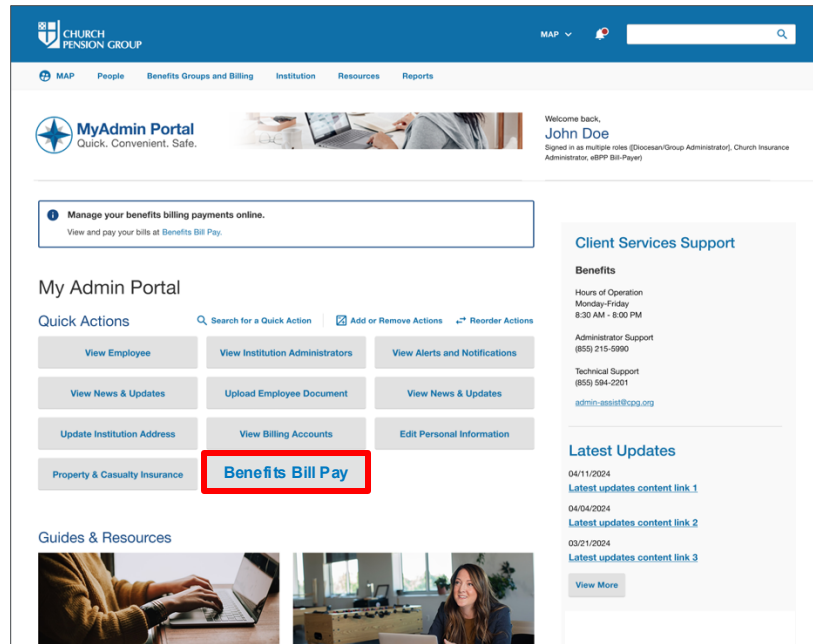 CHURCH
PENSION GROUP
MAP
MAP People Benefits Groups and Billing Institution Resources Reports
MyAdmin Portal
Quick. Convenient. Safe.
Welcome back,
John Doe
Signed in as multiple roles ([Diocesan/Group Administrator], Church Insurance
Administrator, eBPP Bill-Payer)
Manage your benefits billing payments online.
View and pay your bills at Benefits Bill Pay.
My Admin Portal
Quick Actions Search for a Quick Action Add or Remove Actions Reorder Actions
View Employee View Institution Administrators View Alerts and Notifications
View News & Updates Upload Employee Document View News & Updates
Update Institution Address View Billing Accounts Edit Personal Information
Property & Casualty Insurance Benefits Bill Pay
Guides & Resources
Client Services Support
Benefits
Hours of Operation
Monday-Friday
8:30 AM - 8:00 PM
Administrator Support
(855) 215-5990
Technical Support
(855) 594-2201
admin-assist@cpg.org
Latest Updates
04/11/2024
Latest updates content link 1
04/04/2024
Latest updates content link 2
03/21/2024
Latest updates content link 3
View More